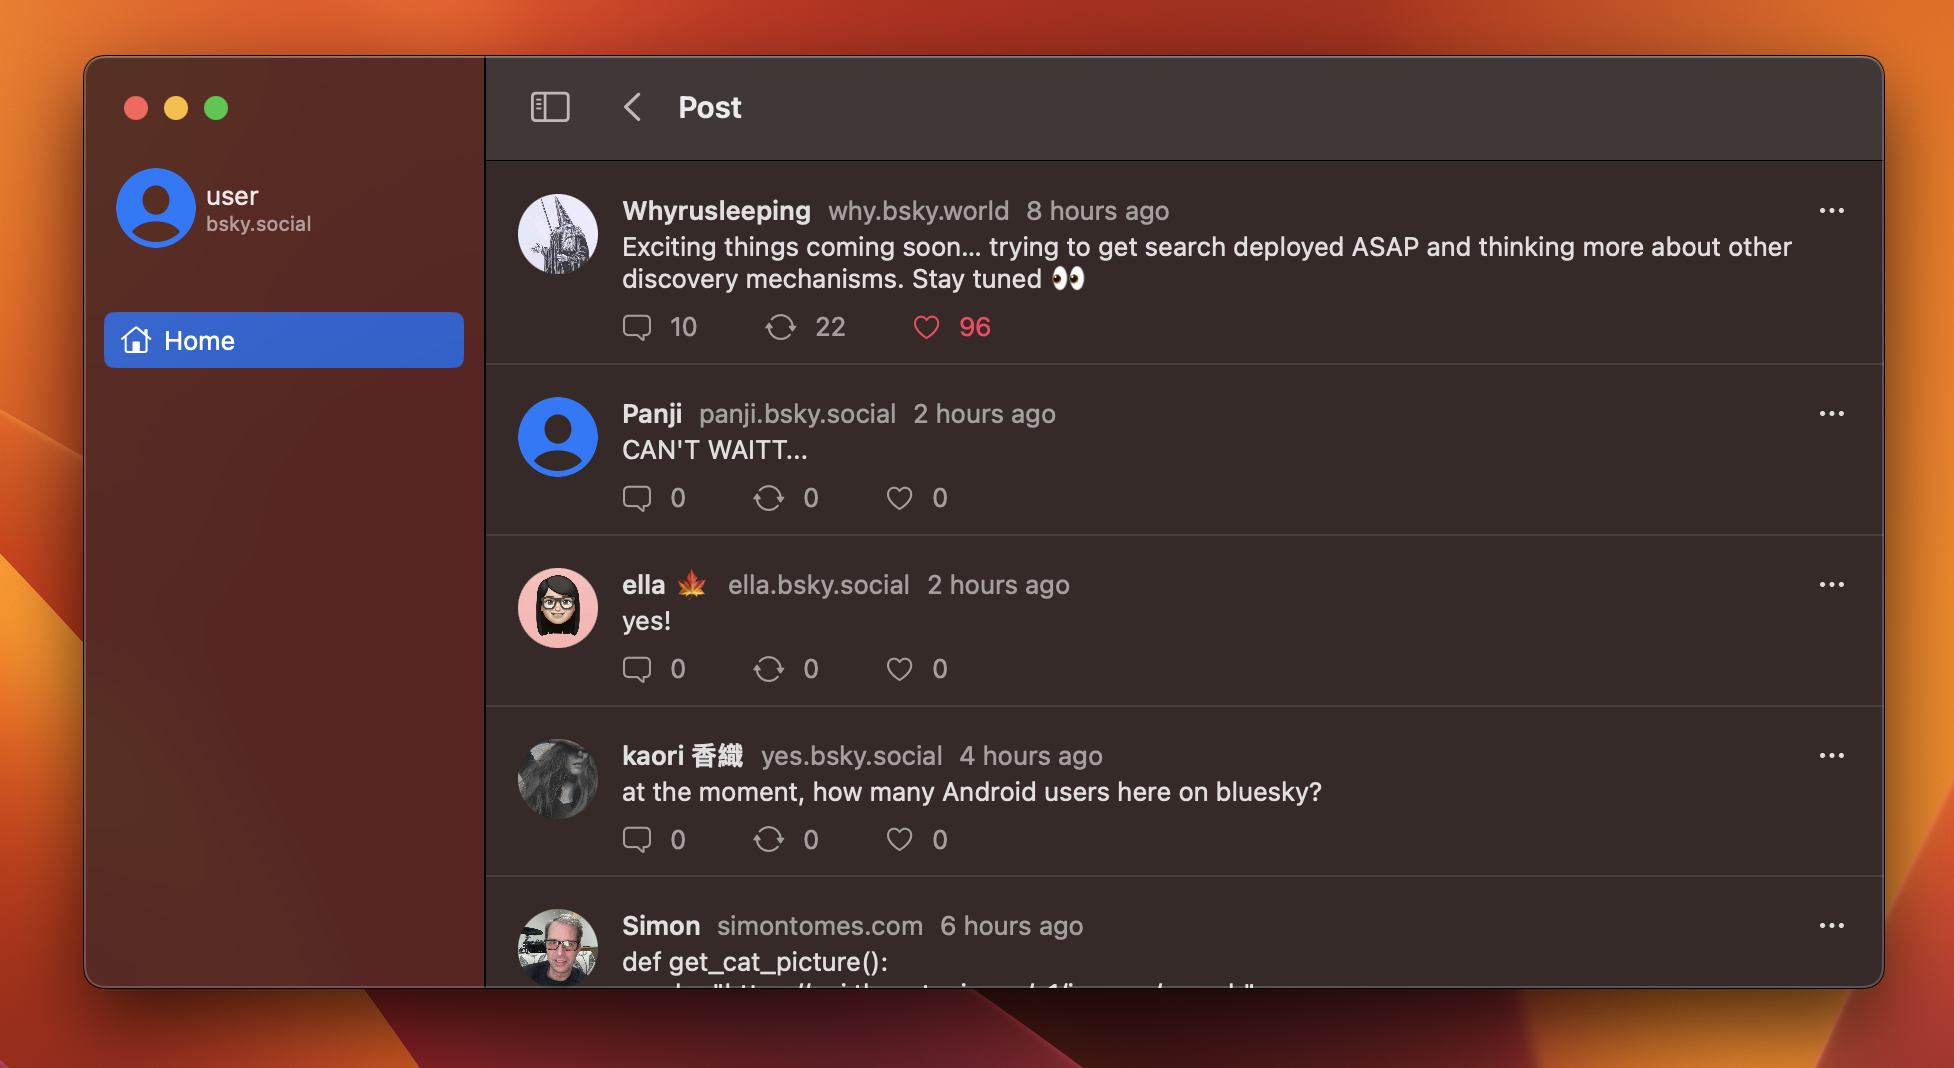 user
bsky.social
Home
Post
Whyrusleeping why.bsky.world 8 hours ago
Exciting things coming soon... trying to get search deployed ASAP and thinking more about other
discovery mechanisms. Stay tuned 👀
10 22 96
Panji panji.bsky.social 2 hours ago
CAN'T WAITT...
0 0 0
ella 🍁 ella.bsky.social 2 hours ago
yes!
0 0 0
kaori 香織 yes.bsky.social 4 hours ago
at the moment, how many Android users here on bluesky?
0 0 0
Simon simontomes.com 6 hours ago
def get_cat_picture():